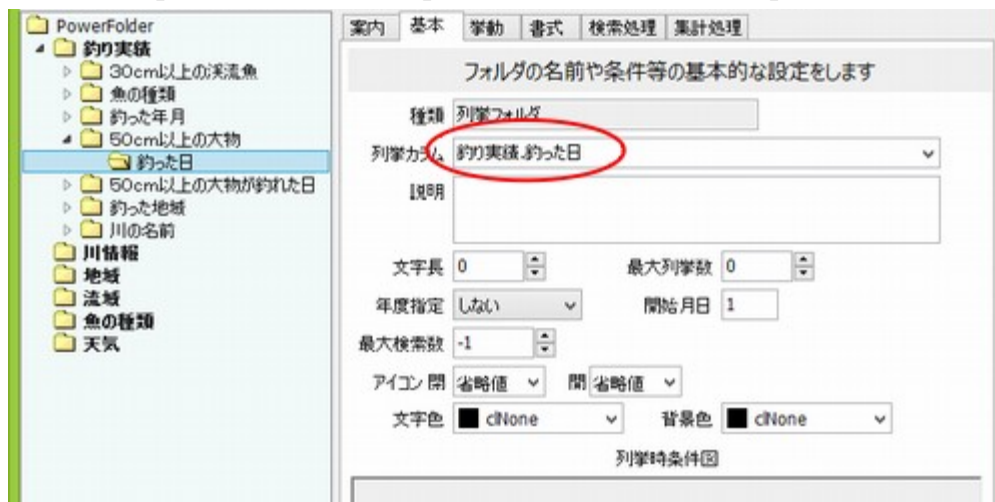 PowerFolder
釣り実績
30cm以上の渓流魚
魚の種類
釣った年月
50cm以上の大物
釣った日
50cm以上の大物が釣れた日
釣った地域
川の名前
川情報
地域
流域
魚の種類
天気
案内 基本 挙動 書式 検索処理 集計処理
フォルダの名前や条件等の基本的な設定をします
種類 列挙フォルダ
列挙カラム 釣り実績.釣った日
説明
文字長 0 最大列挙数 0
年度指定 しない 開始月日 1
最大検索数 -1
アイコン 閉 省略値 開 省略値
文字色 clNone 背景色 clNone
列挙時条件図